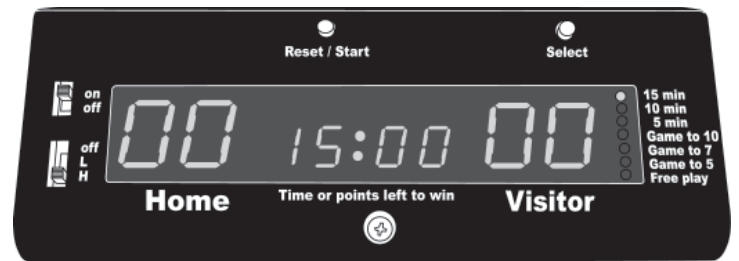 Reset / Start
Select
on
off
off
L
H
00
15:00
00
15 min
10 min
5 min
Game to 10
Game to 7
Game to 5
Free play
Home
Time or points left to win
Visitor